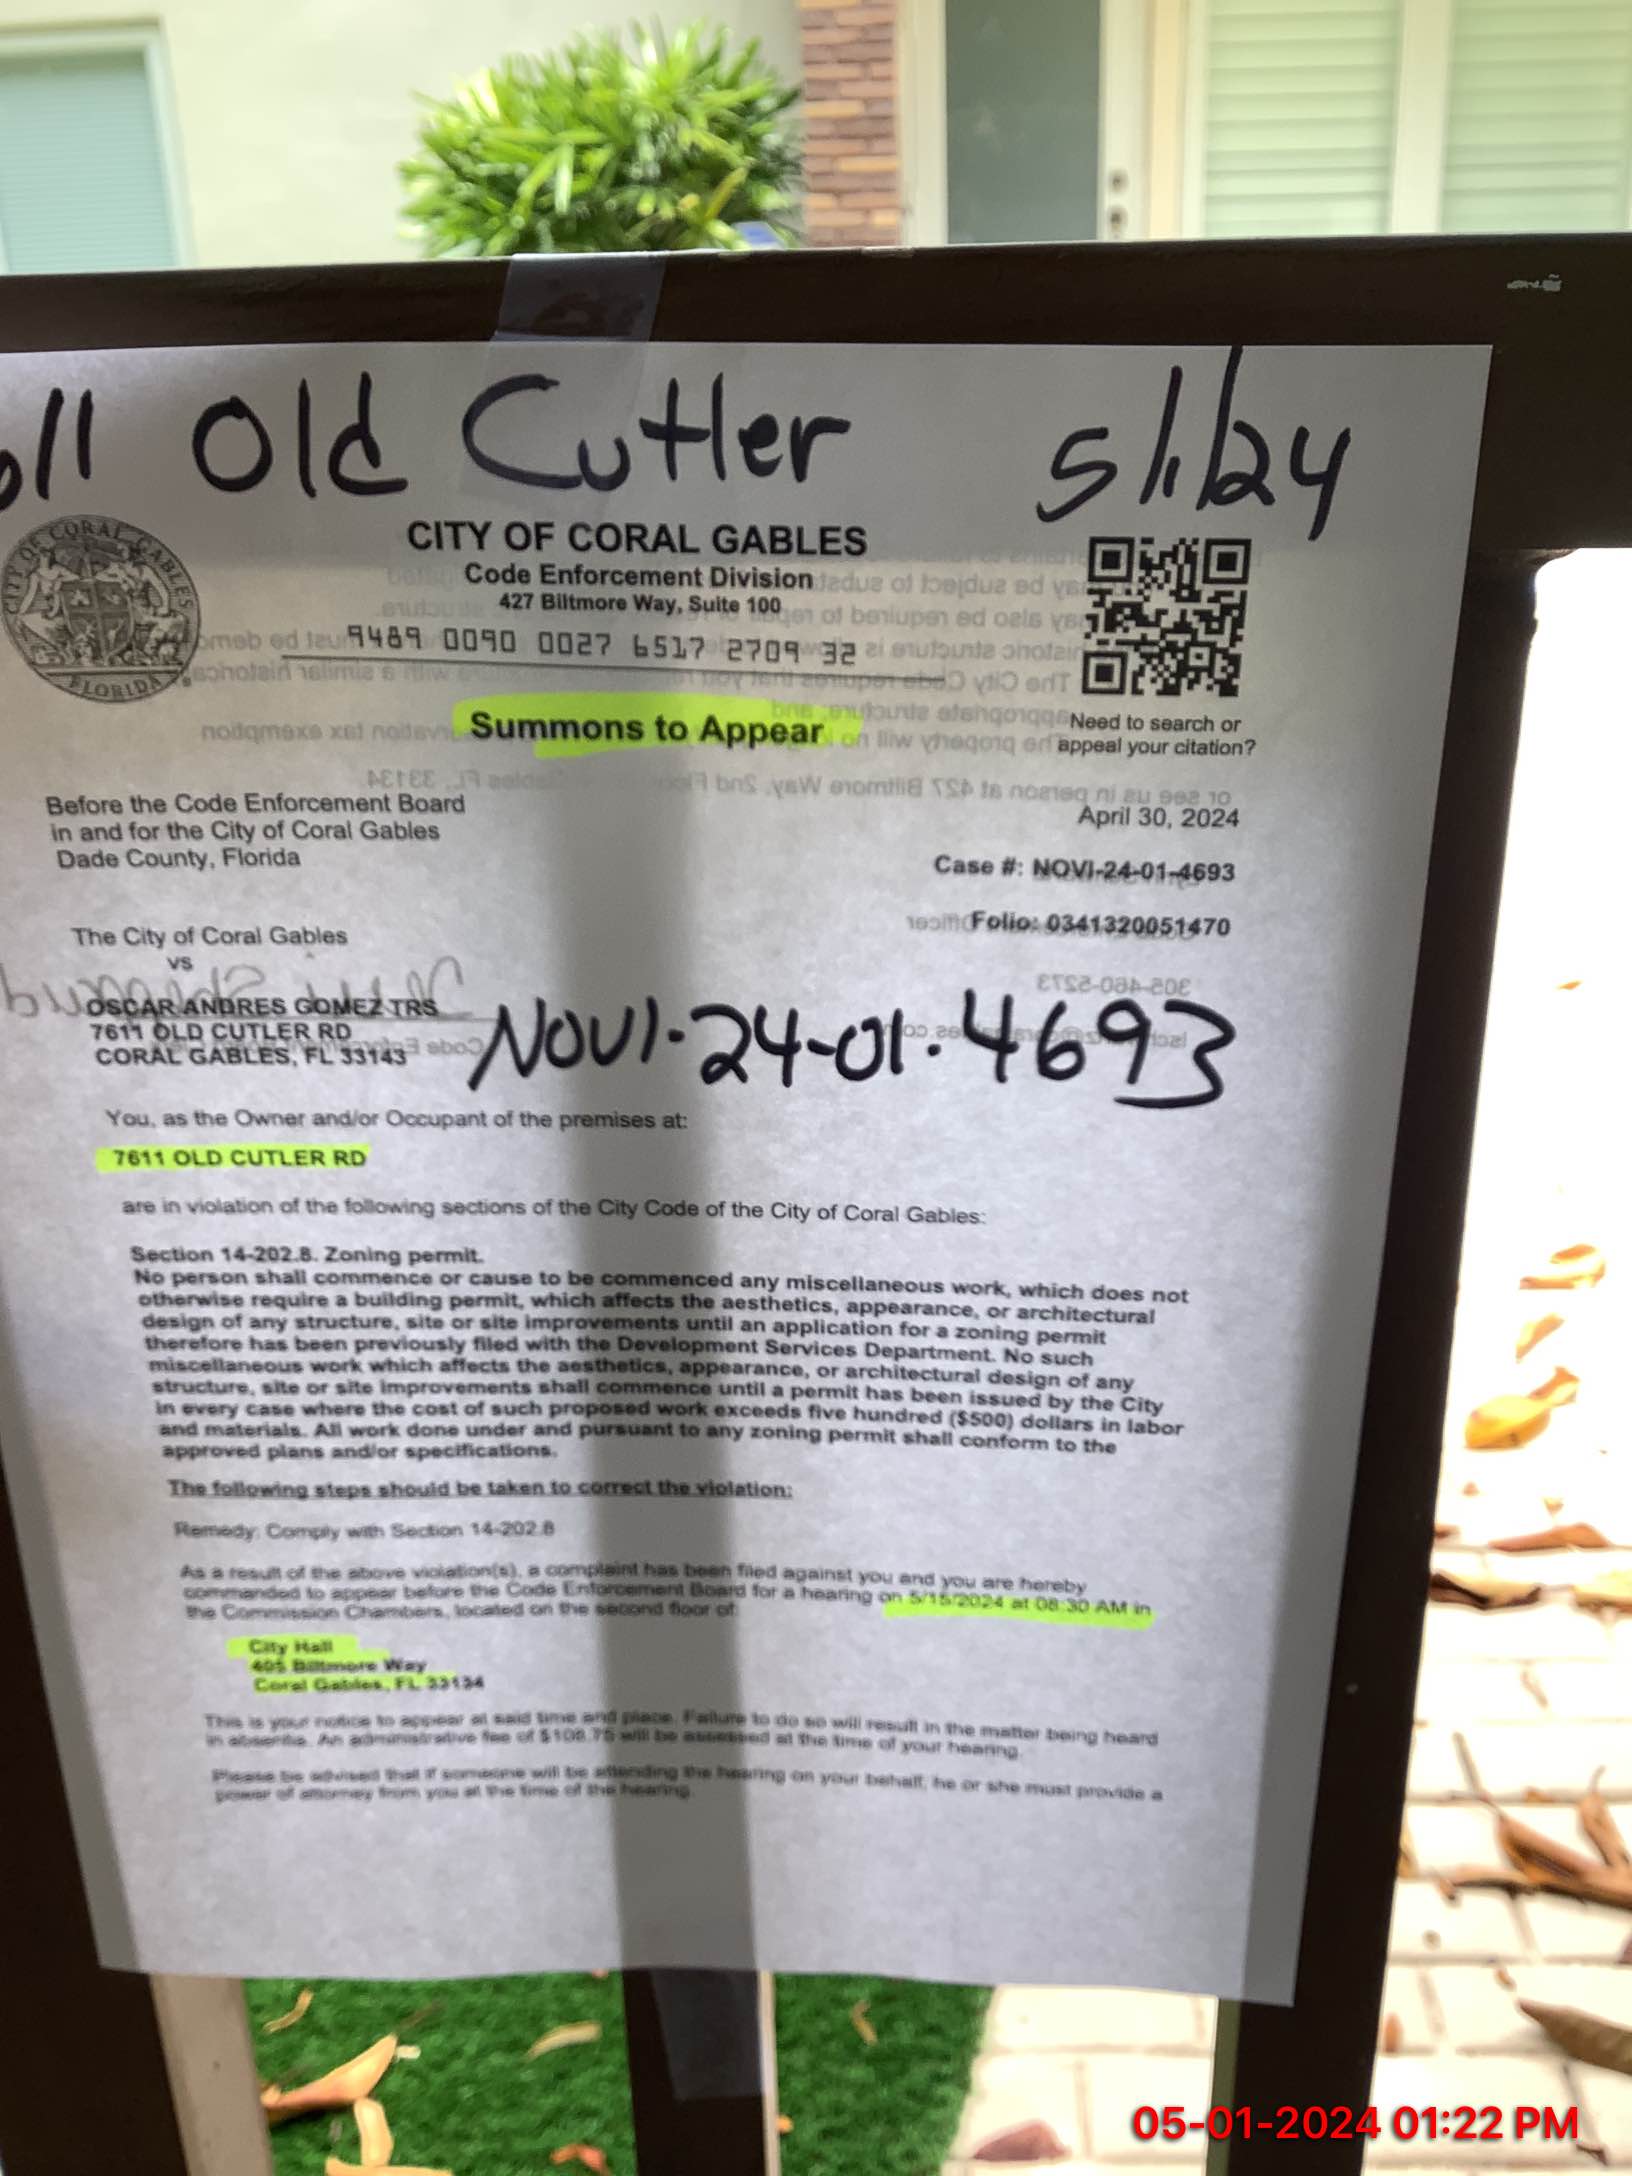 611 Old Cutler 5/1/24
CITY OF CORAL GABLES
Code Enforcement Division
427 Biltmore Way, Suite 100
9489 0090 0027 6517 2709 32
CITY OF CORAL GABLES
FLORIDA
Summons to Appear
Need to search or
appeal your citation?
Before the Code Enforcement Board
in and for the City of Coral Gables
Dade County, Florida
April 30, 2024
Case #: NOVI-24-01-4693
Folio: 0341320051470
The City of Coral Gables
vs
OSCAR ANDRES GOMEZ TRS
7611 OLD CUTLER RD
CORAL GABLES, FL 33143
NOVI-24-01-4693
You, as the Owner and/or Occupant of the premises at:
7611 OLD CUTLER RD
are in violation of the following sections of the City Code of the City of Coral Gables:
Section 14-202.8. Zoning permit.
No person shall commence or cause to be commenced any miscellaneous work, which does not
otherwise require a building permit, which affects the aesthetics, appearance, or architectural
design of any structure, site or site improvements until an application for a zoning permit
therefore has been previously filed with the Development Services Department. No such
miscellaneous work which affects the aesthetics, appearance, or architectural design of any
structure, site or site improvements shall commence until a permit has been issued by the City
in every case where the cost of such proposed work exceeds five hundred ($500) dollars in labor
and materials. All work done under and pursuant to any zoning permit shall conform to the
approved plans and/or specifications.
The following steps should be taken to correct the violation:
Remedy: Comply with Section 14-202.8
As a result of the above violation(s), a complaint has been filed against you and you are hereby
commanded to appear before the Code Enforcement Board for a hearing on 5/15/2024 at 08:30 AM in
the Commission Chambers, located on the second floor of:
City Hall
405 Biltmore Way
Coral Gables, FL 33134
This is your notice to appear at said time and place. Failure to do so will result in the matter being heard
in absentia. An administrative fee of $108.75 will be assessed at the time of your hearing.
Please be advised that if someone will be attending the hearing on your behalf, he or she must provide a
power of attorney from you at the time of the hearing.
05-01-2024 01:22 PM